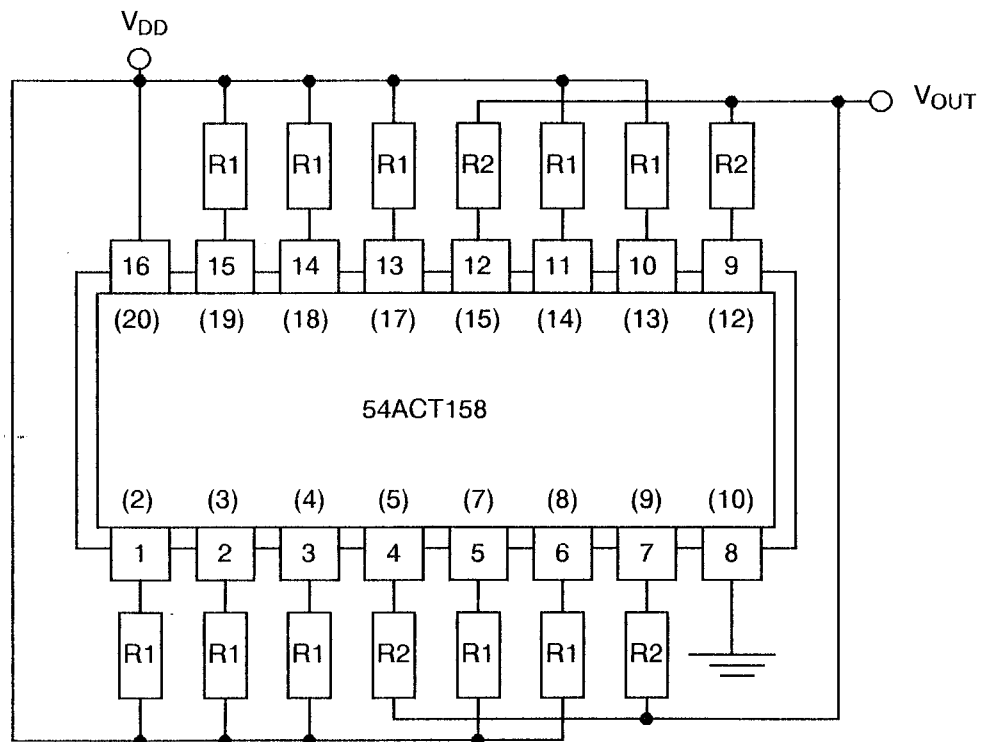 V_DD
V_OUT
R1 R1 R1 R2 R1 R1 R2
16 15 14 13 12 11 10 9
(20) (19) (18) (17) (15) (14) (13) (12)
54ACT158
(2) (3) (4) (5) (7) (8) (9) (10)
1 2 3 4 5 6 7 8
R1 R1 R1 R2 R1 R1 R2